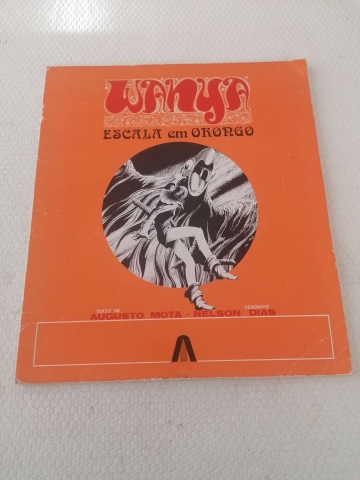 WANYA
ESCALA em ORONGO
TEXTO DE DESENHOS
AUGUSTO MOTA - NELSON DIAS